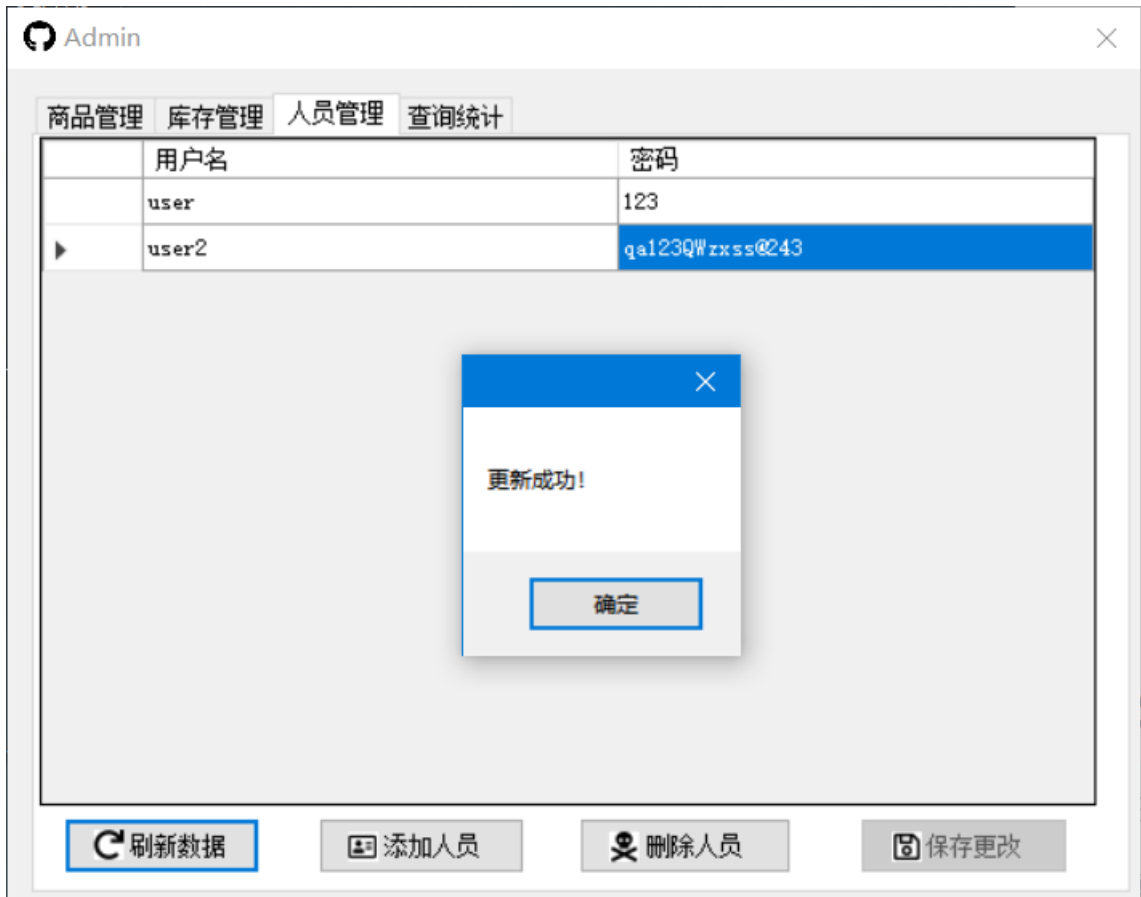 Admin
商品管理 库存管理 人员管理 查询统计
用户名 密码
user 123
user2 qa123QWzxss@243
更新成功!
确定
刷新数据 添加人员 删除人员 保存更改